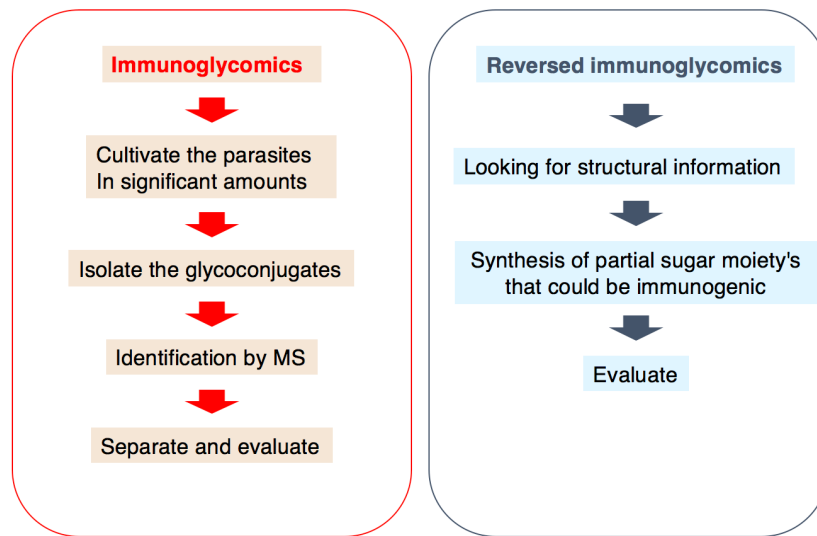 Immunoglycomics
Cultivate the parasites
In significant amounts
Isolate the glycoconjugates
Identification by MS
Separate and evaluate
Reversed immunoglycomics
Looking for structural information
Synthesis of partial sugar moiety's
that could be immunogenic
Evaluate